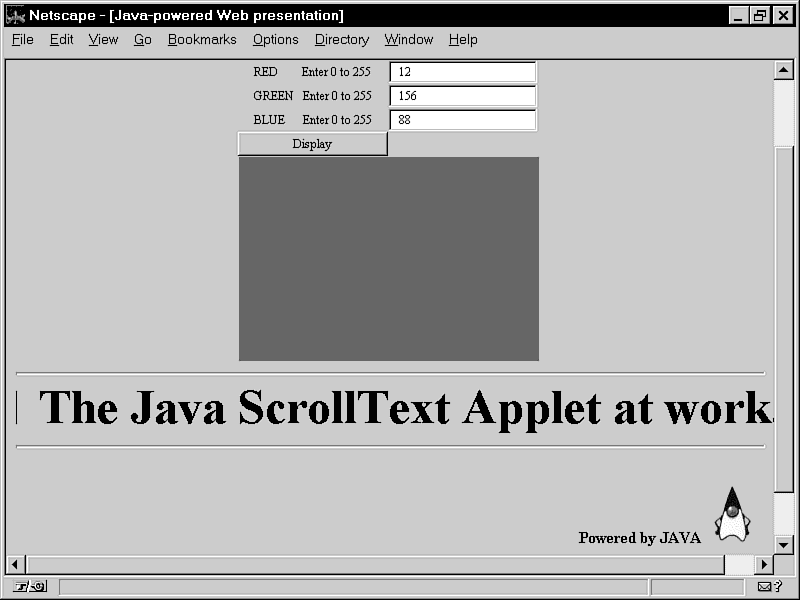 Netscape - [Java-powered Web presentation]
File Edit View Go Bookmarks Options Directory Window Help
RED Enter 0 to 255 12
GREEN Enter 0 to 255 156
BLUE Enter 0 to 255 88
Display
The Java ScrollText Applet at work.
Powered by JAVA
?